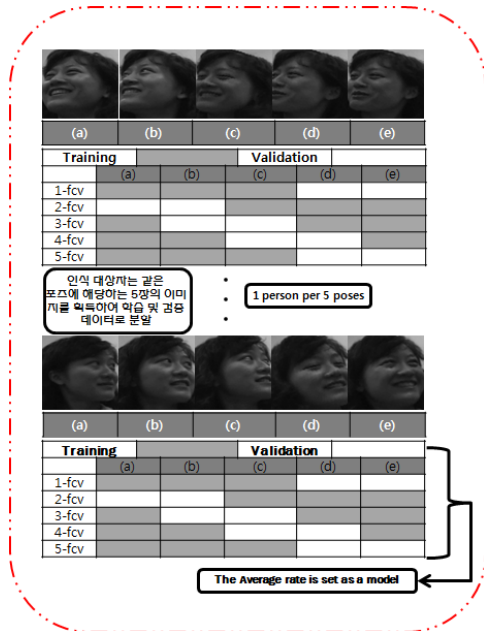 (a) (b) (c) (d) (e)
Training Validation
(a) (b) (c) (d) (e)
1-fcv
2-fcv
3-fcv
4-fcv
5-fcv
인식 대상자는 같은
포즈에 해당하는 5장의 이미
지를 획득하여 학습 및 검증
데이터로 분할
1 person per 5 poses
(a) (b) (c) (d) (e)
Training Validation
(a) (b) (c) (d) (e)
1-fcv
2-fcv
3-fcv
4-fcv
5-fcv
The Average rate is set as a model